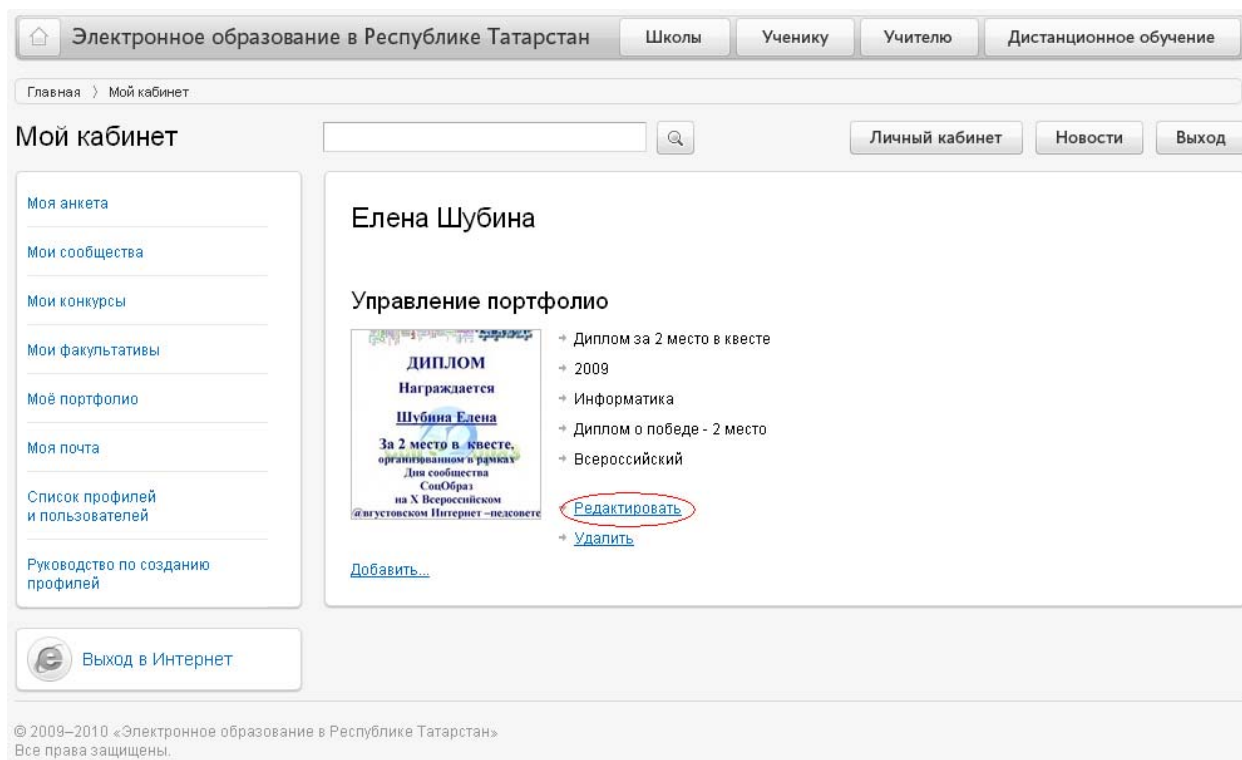 Электронное образование в Республике Татарстан
Школы
Ученику
Учителю
Дистанционное обучение
Главная 〉 Мой кабинет
Мой кабинет
Личный кабинет
Новости
Выход
Моя анкета
Мои сообщества
Мои конкурсы
Мои факультативы
Моё портфолио
Моя почта
Список профилей
и пользователей
Руководство по созданию
профилей
Выход в Интернет
Елена Шубина
Управление портфолио
ДИПЛОМ
Награждается
Шубина Елена
За 2 место в квесте,
организованном в рамках
Дня сообщества
СоцОбраз
на X Всероссийском
@вгустовском Интернет –педсовете
Диплом за 2 место в квесте
2009
Информатика
Диплом о победе - 2 место
Всероссийский
Редактировать
Удалить
Добавить...
© 2009–2010 «Электронное образование в Республике Татарстан»
Все права защищены.